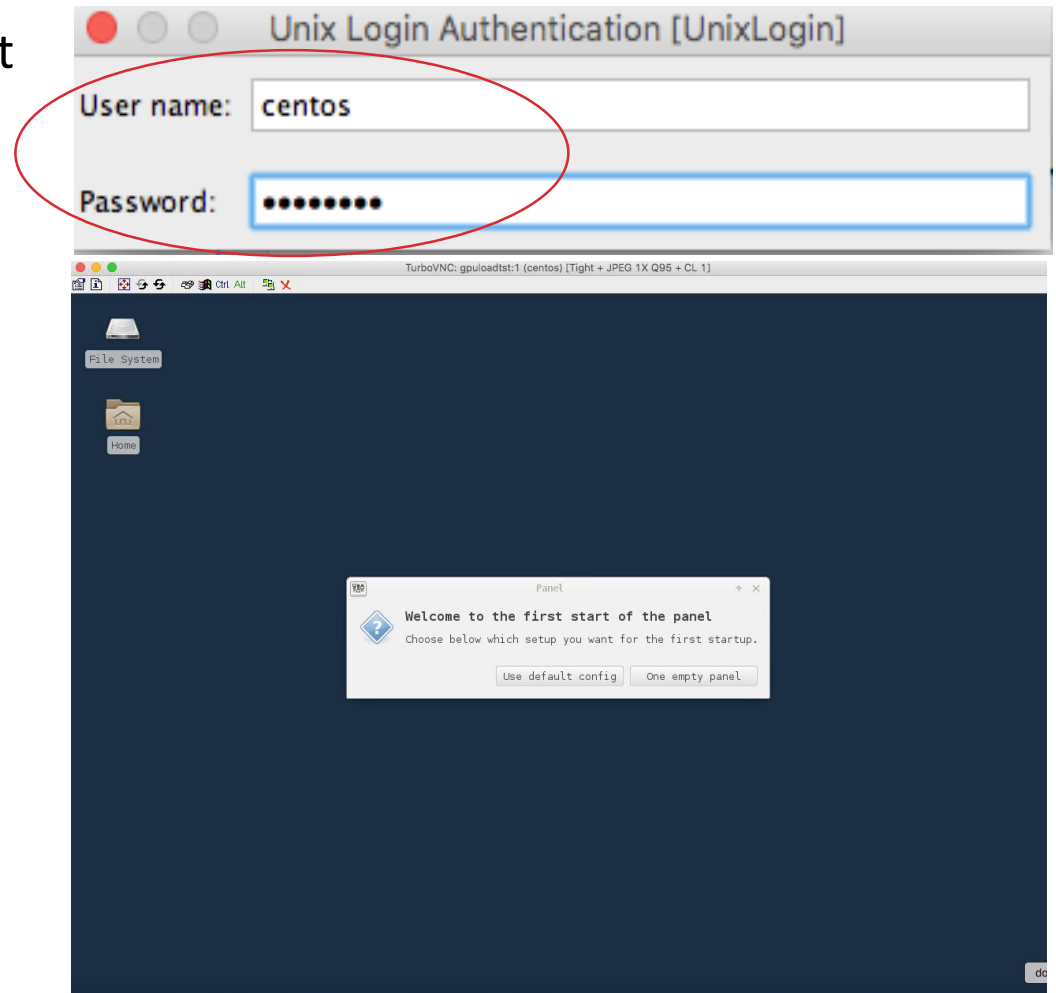 t
Unix Login Authentication [UnixLogin]
User name: centos
Password: ••••••••
TurboVNC: gpuloadtst:1 (centos) [Tight + JPEG 1X Q95 + CL 1]
Ctrl Alt
File System
Home
Panel
Welcome to the first start of the panel
Choose below which setup you want for the first startup.
Use default config One empty panel
do